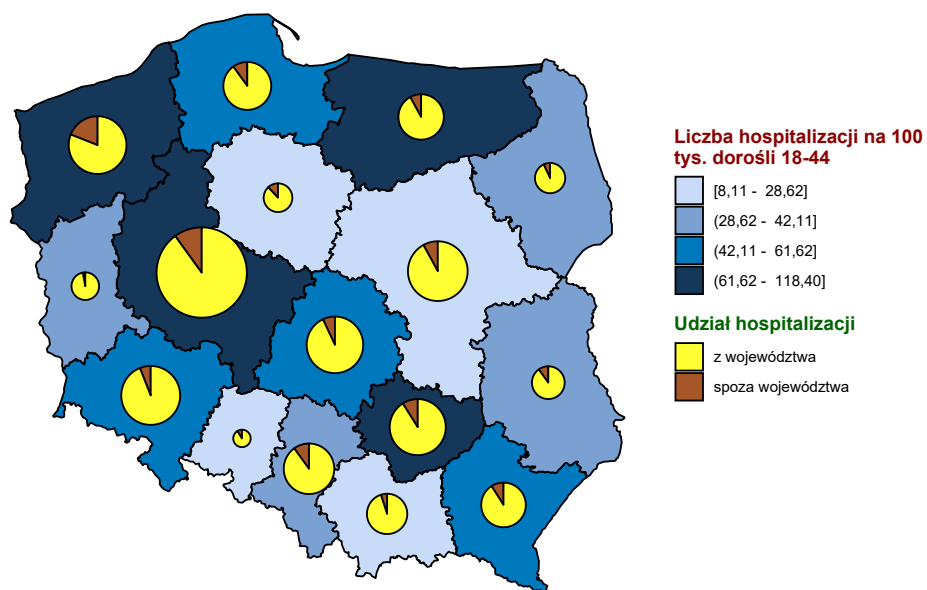 Liczba hospitalizacji na 100
tys. dorośli 18-44
[8,11 - 28,62]
(28,62 - 42,11]
(42,11 - 61,62]
(61,62 - 118,40]
Udział hospitalizacji
z województwa
spoza województwa